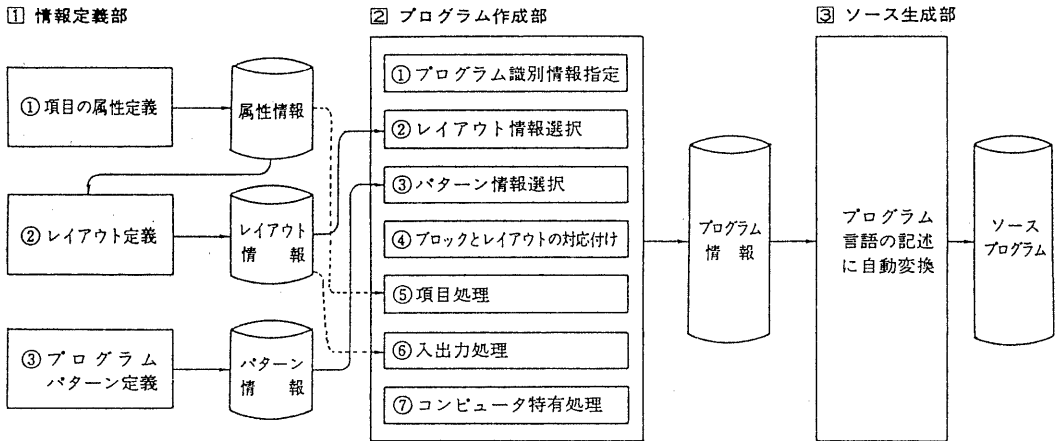 1 情報定義部
①項目の属性定義
属性情報
②レイアウト定義
レイアウト
情報
③プログラム
パターン定義
パターン
情報
2 プログラム作成部
①プログラム識別情報指定
②レイアウト情報選択
③パターン情報選択
④ブロックとレイアウトの対応付け
⑤項目処理
⑥入出力処理
⑦コンピュータ特有処理
プログラム
情報
3 ソース生成部
プログラム
言語の記述
に自動変換
ソース
プログラム